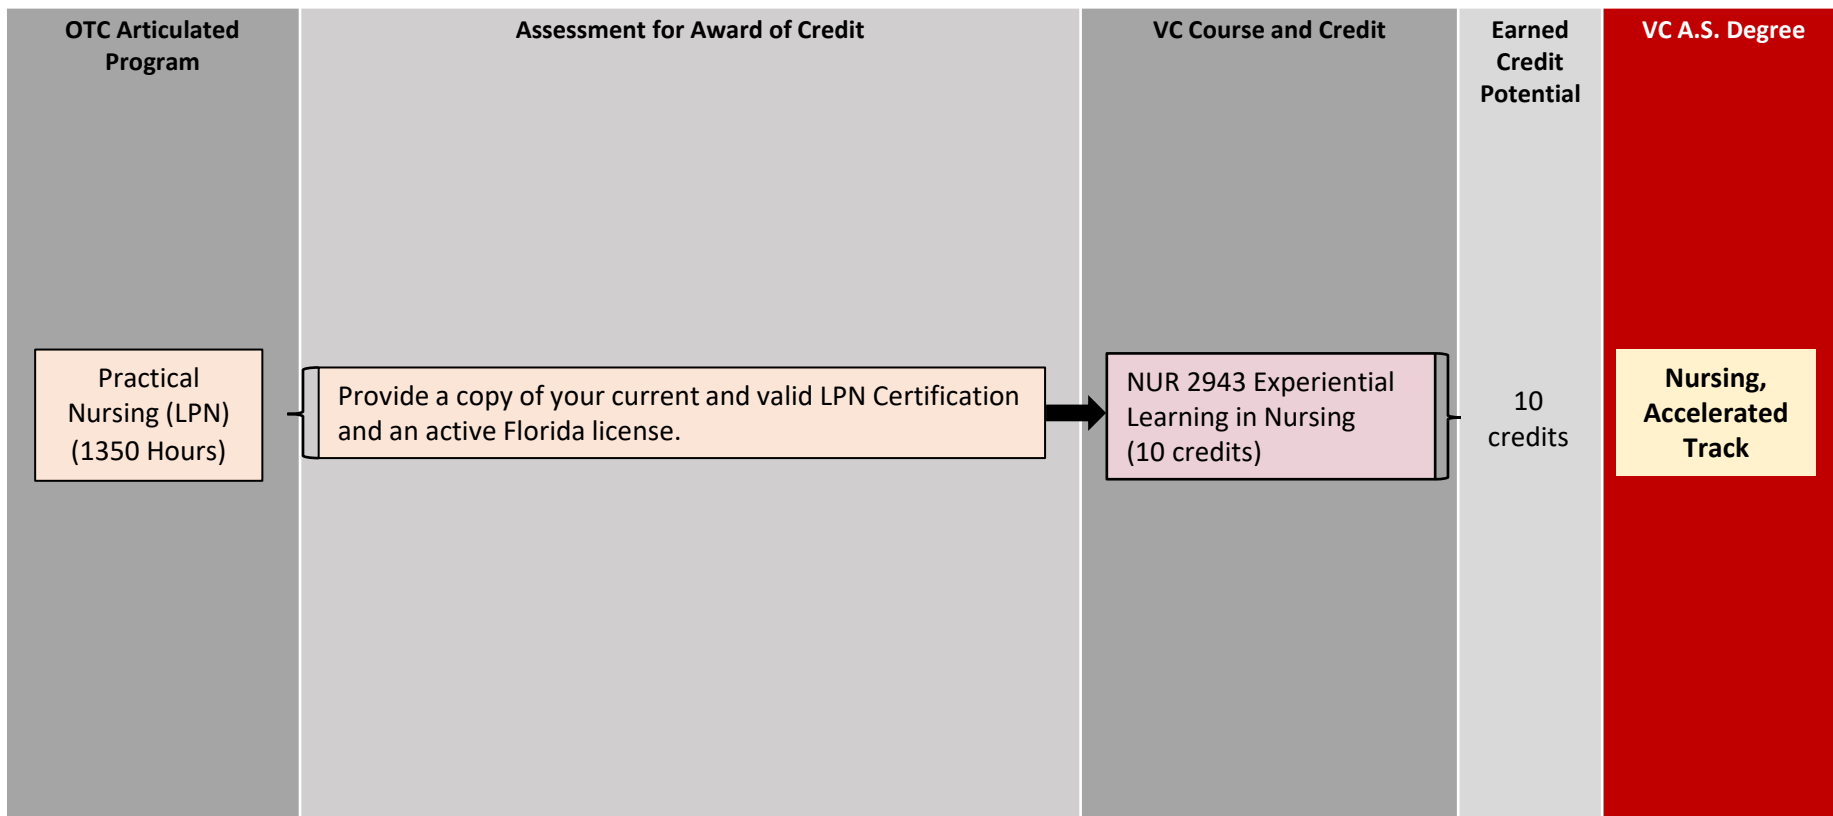 OTC Articulated
Program
Assessment for Award of Credit
VC Course and Credit
Earned
Credit
Potential
VC A.S. Degree
Practical
Nursing (LPN)
(1350 Hours)
Provide a copy of your current and valid LPN Certification
and an active Florida license.
NUR 2943 Experiential
Learning in Nursing
(10 credits)
10
credits
Nursing,
Accelerated
Track